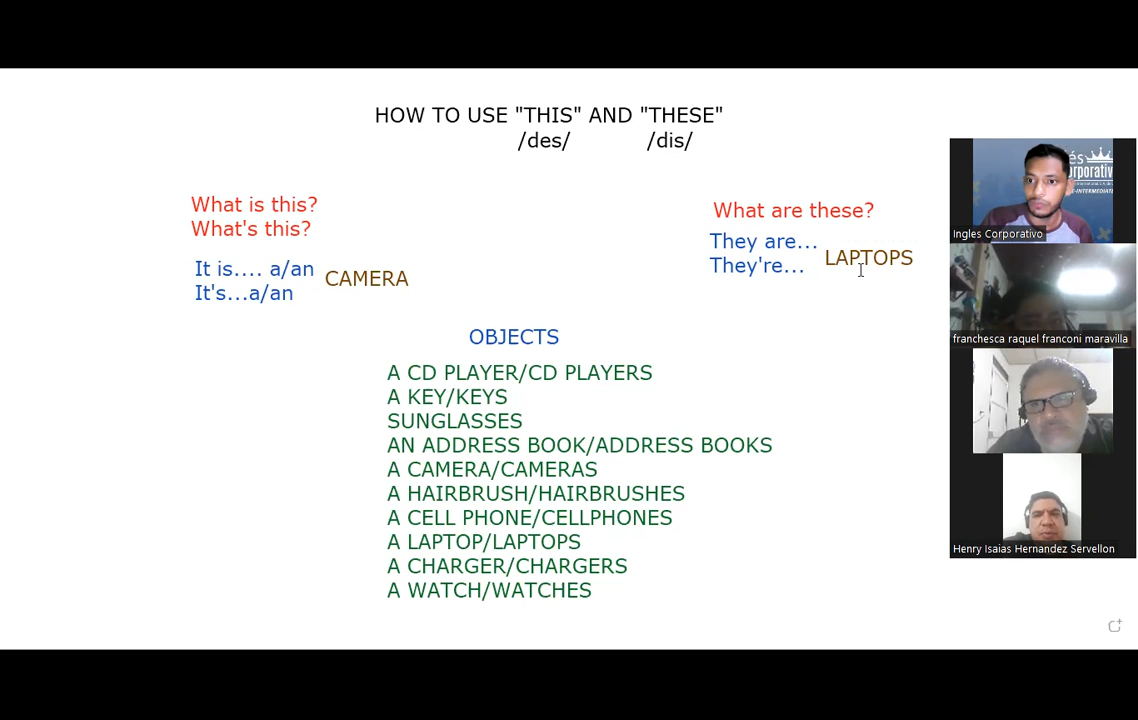 HOW TO USE "THIS" AND "THESE"
/des/ /dis/
What is this?
What's this?
It is.... a/an
It's...a/an
CAMERA
What are these?
They are...
They're...
LAPTOPS
OBJECTS
A CD PLAYER/CD PLAYERS
A KEY/KEYS
SUNGLASSES
AN ADDRESS BOOK/ADDRESS BOOKS
A CAMERA/CAMERAS
A HAIRBRUSH/HAIRBRUSHES
A CELL PHONE/CELLPHONES
A LAPTOP/LAPTOPS
A CHARGER/CHARGERS
A WATCH/WATCHES
és
orporativ
E-INTERMEDIATE
Ingles Corporativo
franchesca raquel franconi maravilla
Henry Isaias Hernandez Servellon